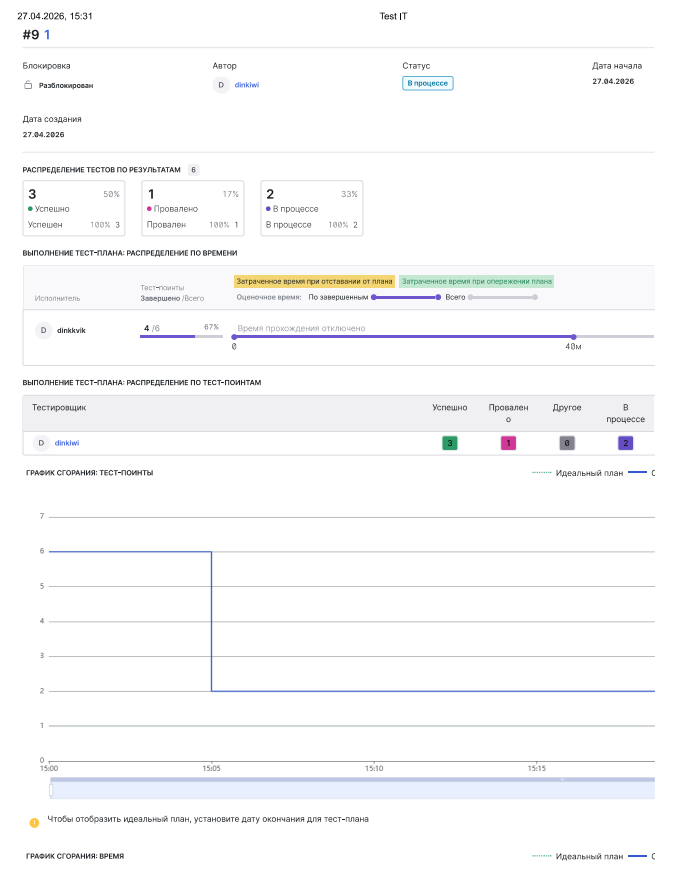 27.04.2026, 15:31 Test IT
#9 1
Блокировка Автор Статус Дата начала
Разблокирован D dinkiwi В процессе 27.04.2026
Дата создания
27.04.2026
РАСПРЕДЕЛЕНИЕ ТЕСТОВ ПО РЕЗУЛЬТАТАМ 6
3 50% 1 17% 2 33%
Успешно Провалено В процессе
Успешен 100% 3 Провален 100% 1 В процессе 100% 2
ВЫПОЛНЕНИЕ ТЕСТ-ПЛАНА: РАСПРЕДЕЛЕНИЕ ПО ВРЕМЕНИ
Затраченное время при отставании от плана Затраченное время при опережении плана
Тест-поинты
Исполнитель Завершено /Всего Оценочное время: По завершенным Всего
D dinkkvik 4 /6 67% Время прохождения отключено
0 40м
ВЫПОЛНЕНИЕ ТЕСТ-ПЛАНА: РАСПРЕДЕЛЕНИЕ ПО ТЕСТ-ПОИНТАМ
Тестировщик Успешно Провален Другое В
о процессе
D dinkiwi 3 1 0 2
ГРАФИК СГОРАНИЯ: ТЕСТ-ПОИНТЫ Идеальный план
7
6
5
4
3
2
1
0
15:00 15:05 15:10 15:15
Чтобы отобразить идеальный план, установите дату окончания для тест-плана
ГРАФИК СГОРАНИЯ: ВРЕМЯ Идеальный план